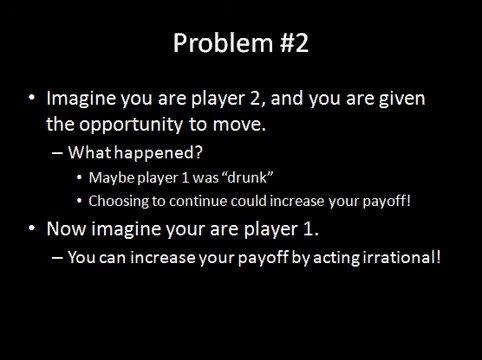 Problem #2
• Imagine you are player 2, and you are given
the opportunity to move.
– What happened?
• Maybe player 1 was “drunk”
• Choosing to continue could increase your payoff!
• Now imagine your are player 1.
– You can increase your payoff by acting irrational!